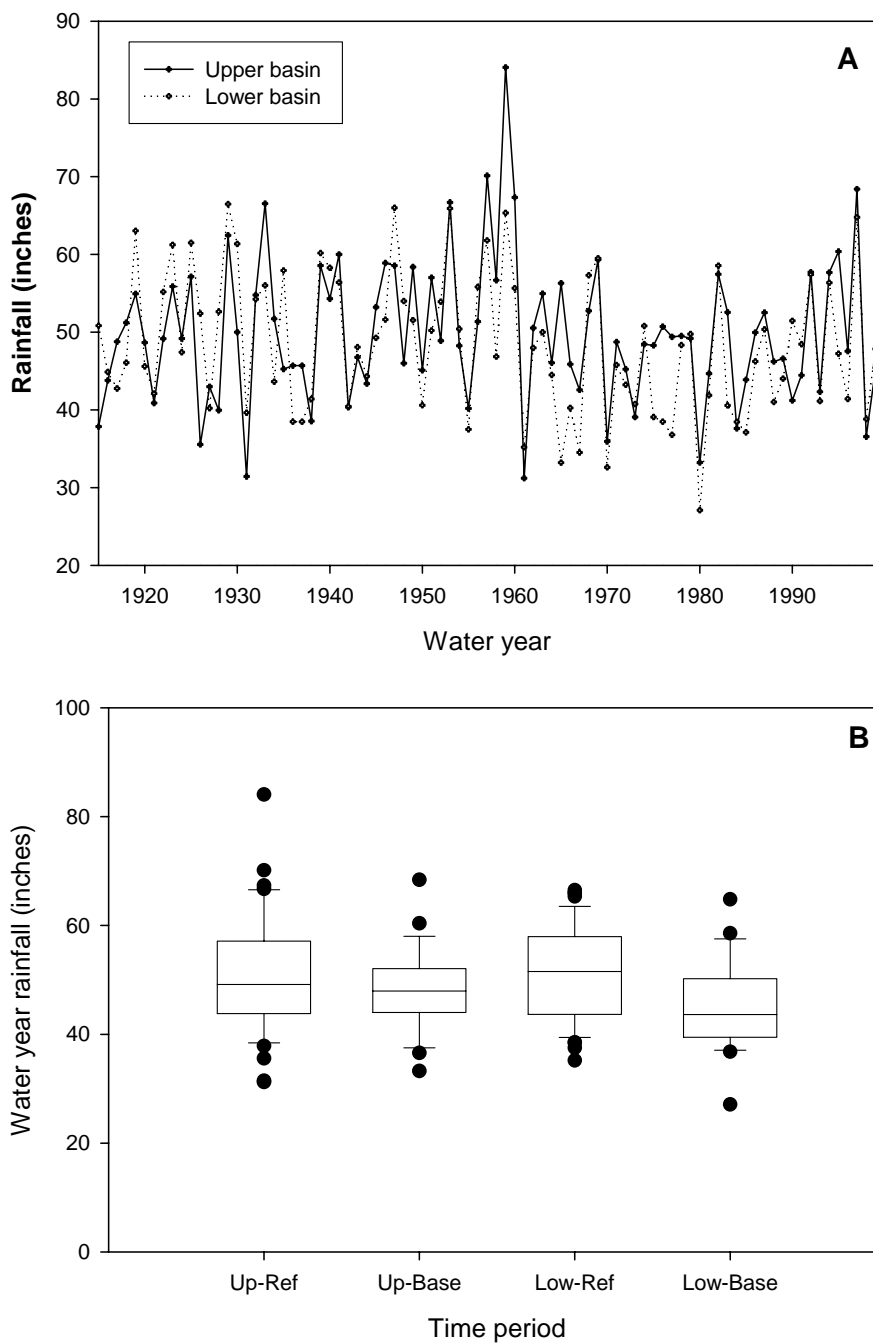 90
80
70
60
50
40
30
20
Rainfall (inches)
Upper basin
Lower basin
A
1920 1930 1940 1950 1960 1970 1980 1990
Water year
100
80
60
40
20
0
Water year rainfall (inches)
B
Up-Ref Up-Base Low-Ref Low-Base
Time period